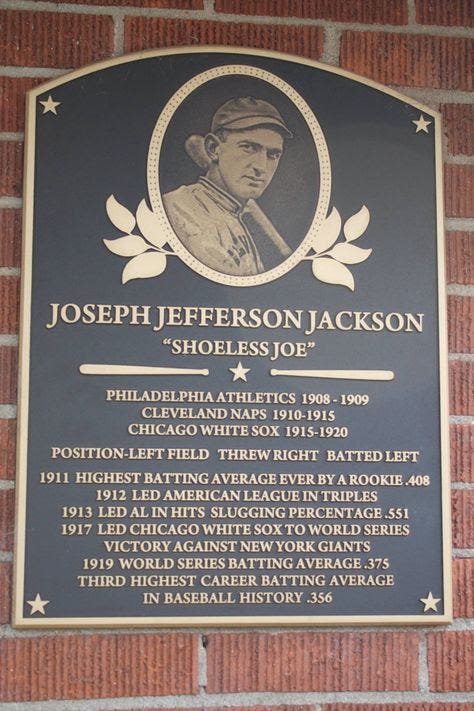 JOSEPH JEFFERSON JACKSON
"SHOELESS JOE"
PHILADELPHIA ATHLETICS 1908 - 1909
CLEVELAND NAPS 1910-1915
CHICAGO WHITE SOX 1915-1920
POSITION-LEFT FIELD THREW RIGHT BATTED LEFT
1911 HIGHEST BATTING AVERAGE EVER BY A ROOKIE .408
1912 LED AMERICAN LEAGUE IN TRIPLES
1913 LED AL IN HITS SLUGGING PERCENTAGE .551
1917 LED CHICAGO WHITE SOX TO WORLD SERIES
VICTORY AGAINST NEW YORK GIANTS
1919 WORLD SERIES BATTING AVERAGE .375
THIRD HIGHEST CAREER BATTING AVERAGE
IN BASEBALL HISTORY .356